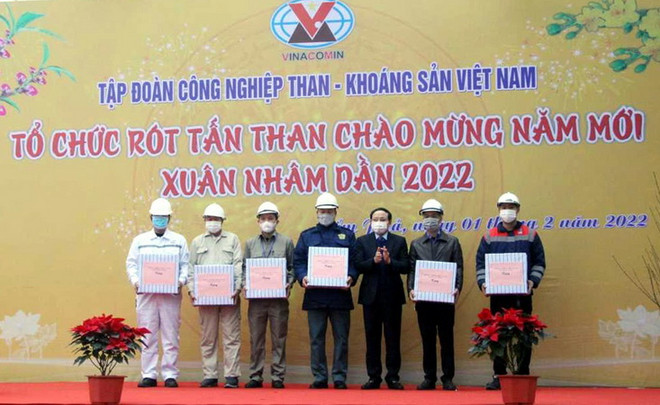 VINACOMIN
TẬP ĐOÀN CÔNG NGHIỆP THAN - KHOÁNG SẢN VIỆT NAM
TỔ CHỨC RÓT TẤN THAN CHÀO MỪNG NĂM MỚI
XUÂN NHÂM DẦN 2022
ngày 01 tháng 2 năm 2022